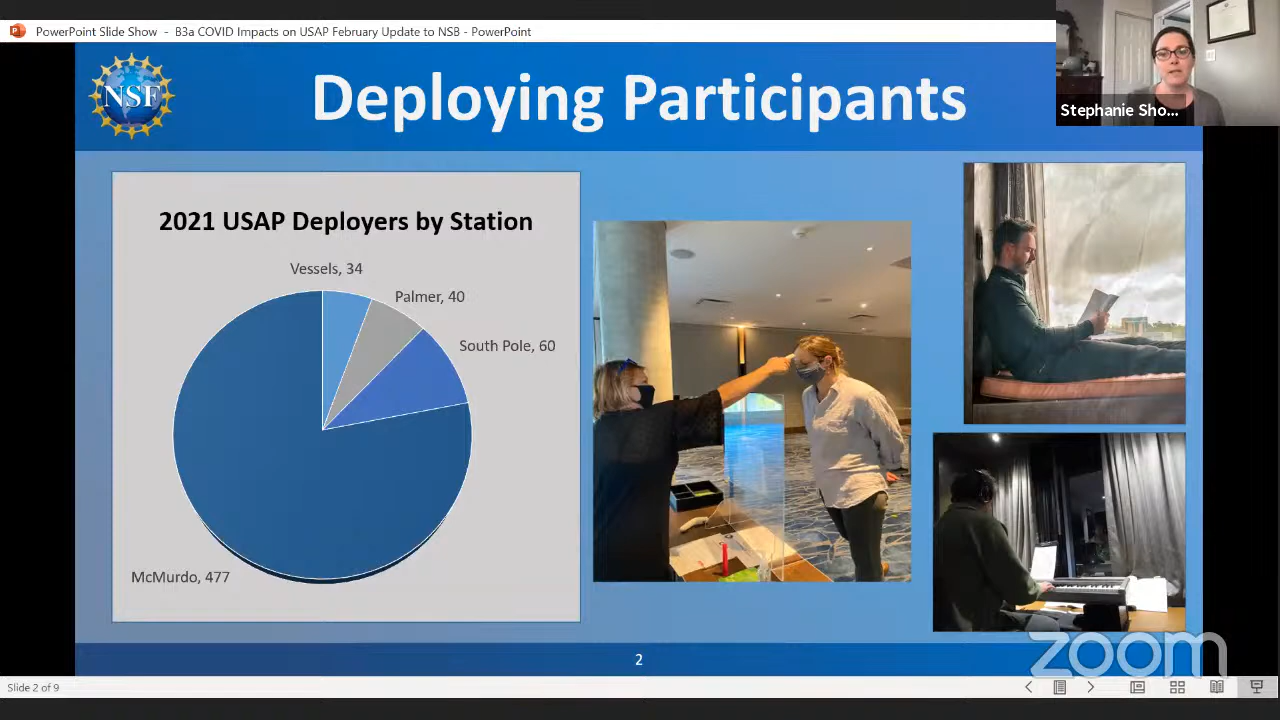 PowerPoint Slide Show - B3a COVID Impacts on USAP February Update to NSB - PowerPoint
NSF
Deploying Participants
Stephanie Sho...
2021 USAP Deployers by Station
Vessels, 34
Palmer, 40
South Pole, 60
McMurdo, 477
2
zoom
Slide 2 of 9